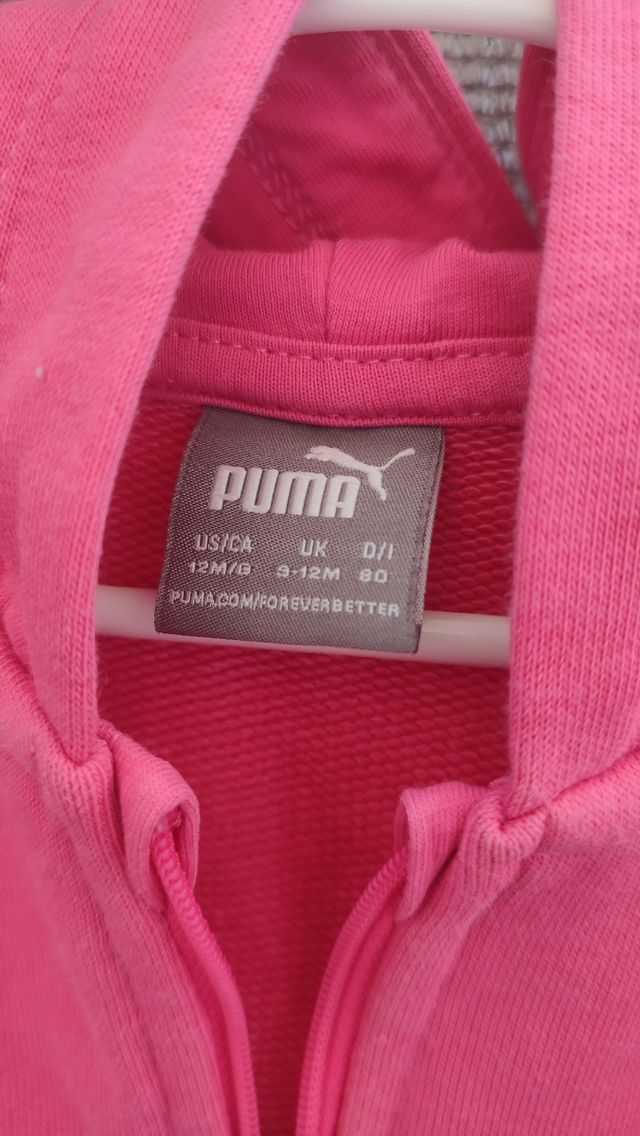 PUMA
US/CA UK D/I
12M/G 9-12M 80
PUMA.COM/FOREVERBETTER